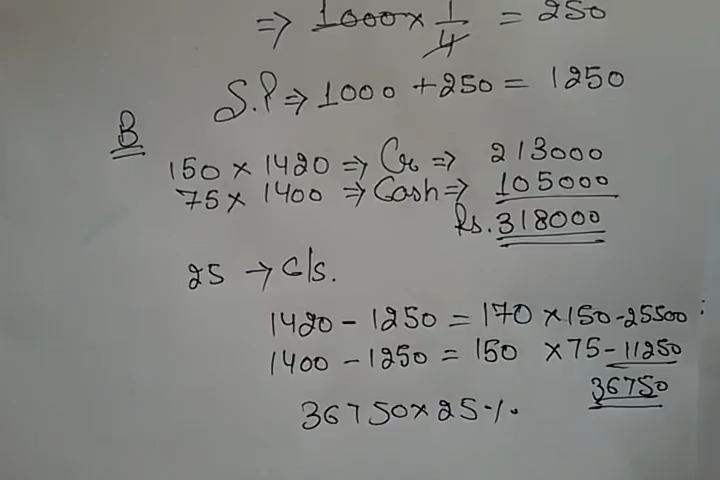 ⇒ 1000 × 1/4 = 250
S.P ⇒ 1000 + 250 = 1250
B
150 × 1420 ⇒ Cr ⇒ 213000
75 × 1400 ⇒ Cash ⇒ 105000
Rs. 318000
25 → C/s.
1420 - 1250 = 170 × 150 - 25500
1400 - 1250 = 150 × 75 - 11250
36750
36750 × 25 %.